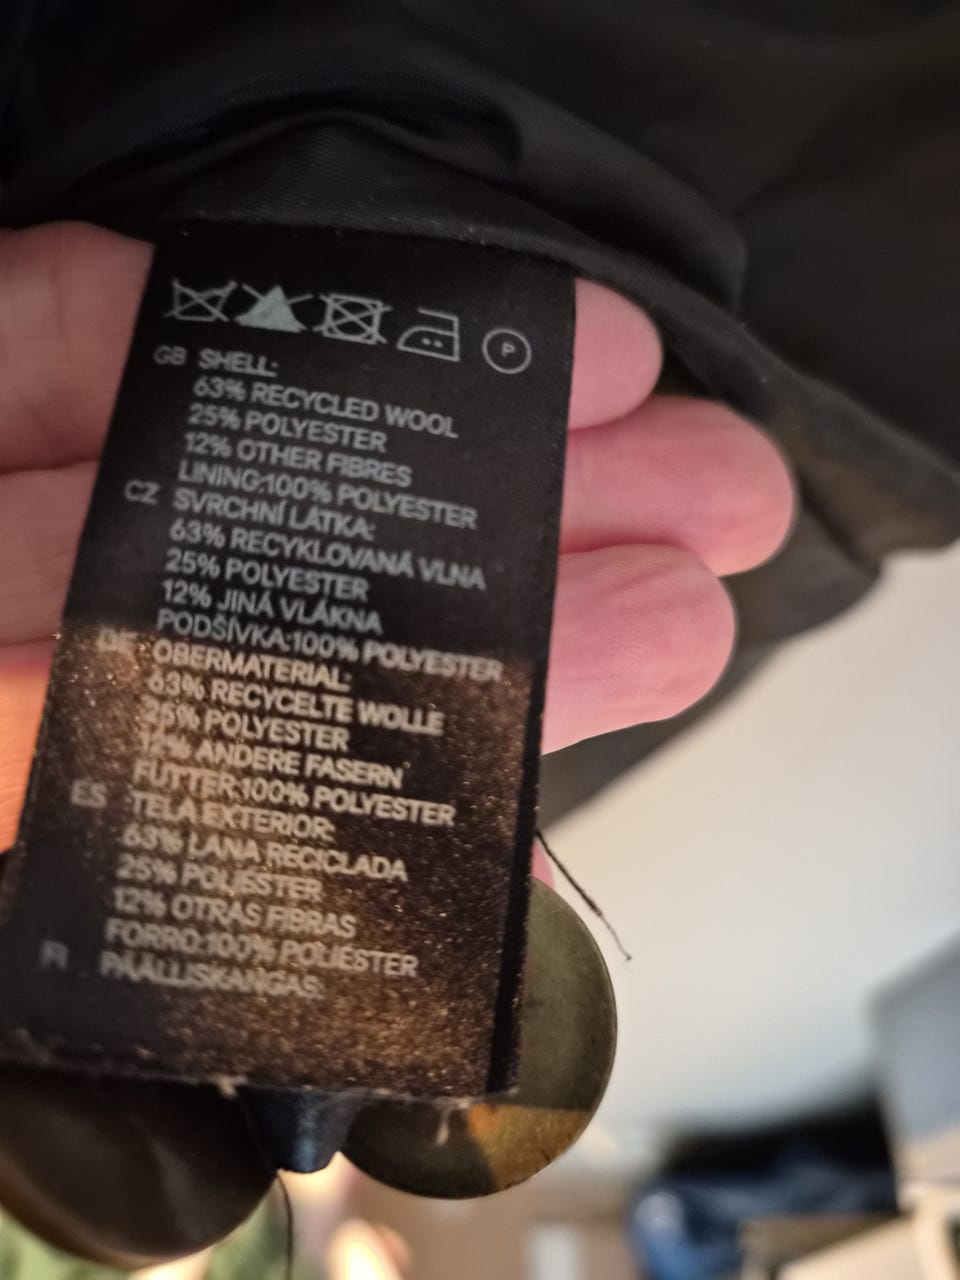 P
GB SHELL:
63% RECYCLED WOOL
25% POLYESTER
12% OTHER FIBRES
LINING:100% POLYESTER
CZ SVRCHNÍ LÁTKA:
63% RECYKLOVANÁ VLNA
25% POLYESTER
12% JINÁ VLÁKNA
PODŠÍVKA:100% POLYESTER
DE OBERMATERIAL:
63% RECYCELTE WOLLE
25% POLYESTER
12% ANDERE FASERN
FUTTER:100% POLYESTER
ES TELA EXTERIOR:
63% LANA RECICLADA
25% POLIÉSTER
12% OTRAS FIBRAS
FORRO:100% POLIÉSTER
FI PÄÄLLISKANGAS: